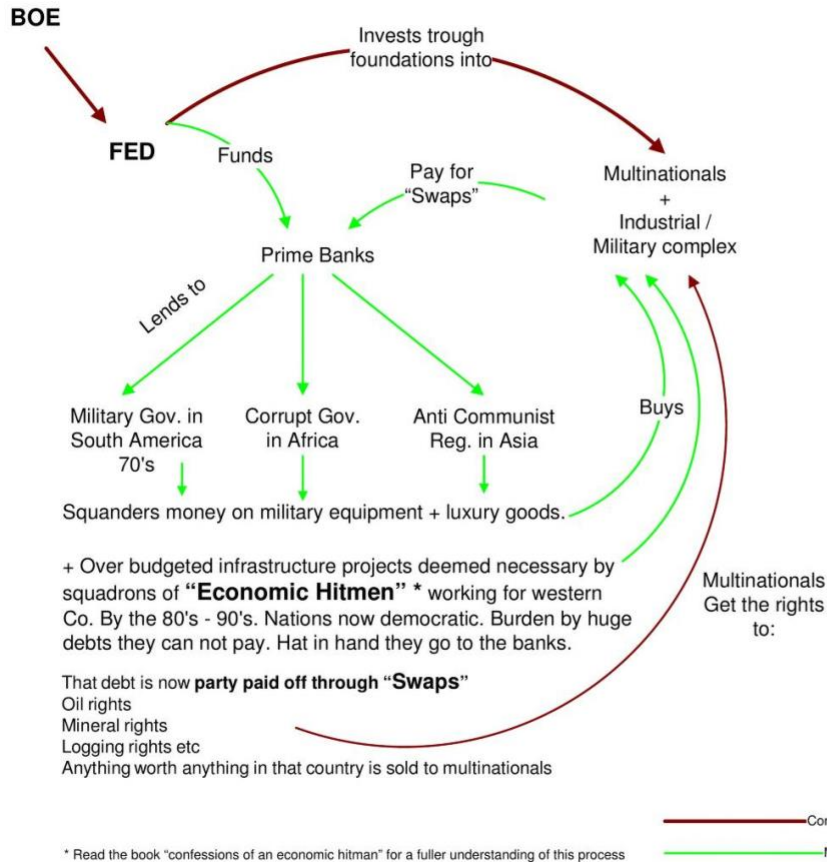 BOE
Invests trough
foundations into
FED
Funds
Pay for
“Swaps”
Multinationals
+
Industrial /
Military complex
Prime Banks
Lends to
Military Gov. in
South America
70's
Corrupt Gov.
in Africa
Anti Communist
Reg. in Asia
Buys
Squanders money on military equipment + luxury goods.
+ Over budgeted infrastructure projects deemed necessary by
squadrons of “Economic Hitmen” * working for western
Co. By the 80's - 90's. Nations now democratic. Burden by huge
debts they can not pay. Hat in hand they go to the banks.
Multinationals
Get the rights
to:
That debt is now party paid off through “Swaps”
Oil rights
Mineral rights
Logging rights etc
Anything worth anything in that country is sold to multinationals
* Read the book “confessions of an economic hitman” for a fuller understanding of this process